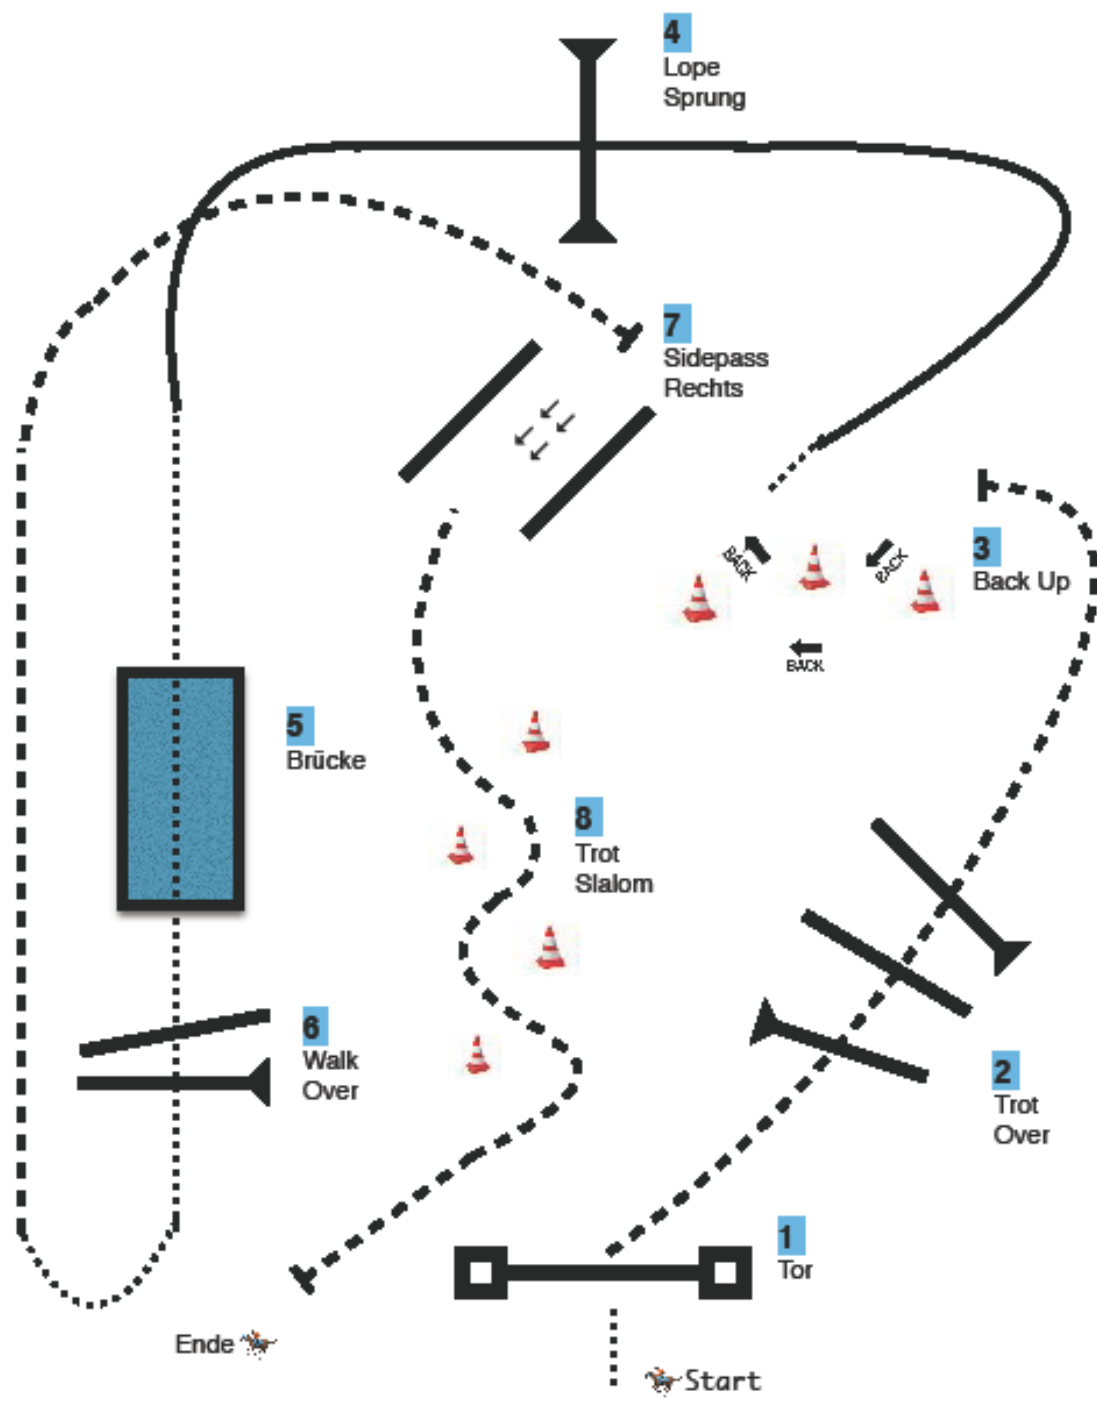 4
Lope
Sprung
7
Sidepass
Rechts
3
Back Up
BACK
BACK
BACK
5
Brücke
8
Trot
Slalom
6
Walk
Over
2
Trot
Over
1
Tor
Ende
Start